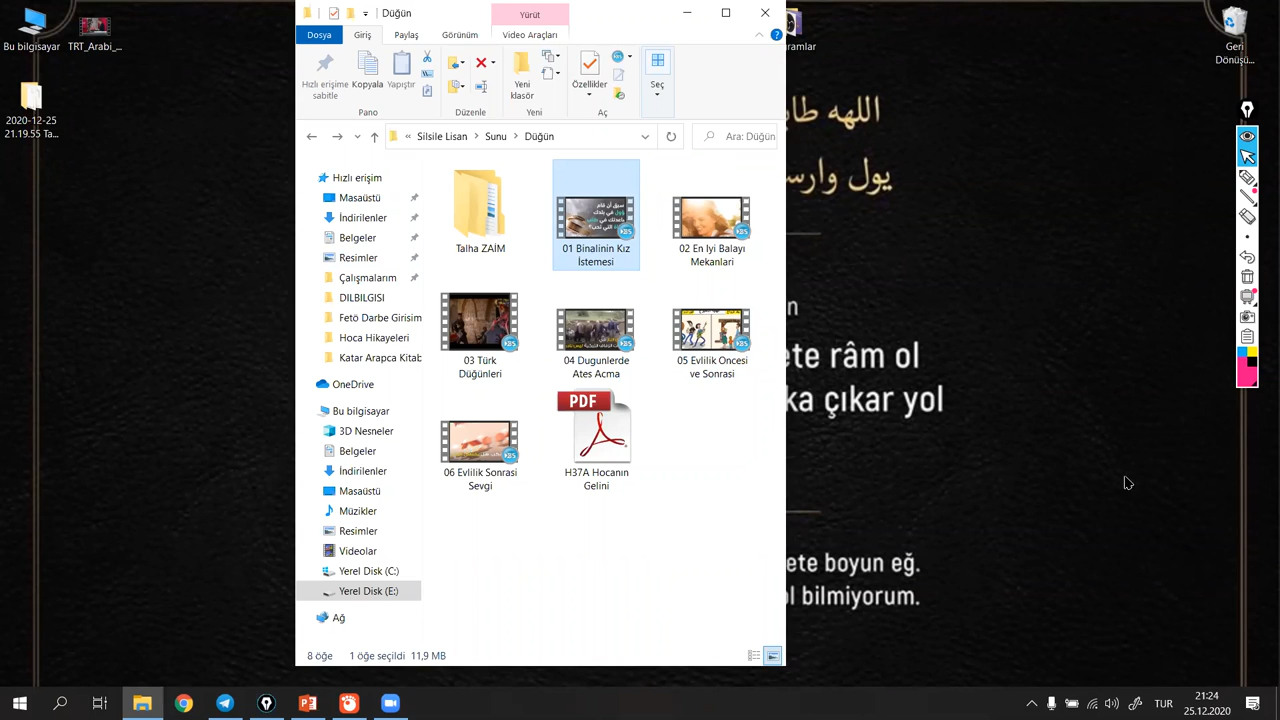 Bu bilgisayar
TRT_Arabi_...
2020-12-25
21.19.55 Ta...
Düğün
Yürüt
Dosya
Giriş
Paylaş
Görünüm
Video Araçları
Hızlı erişime
sabitle
Kopyala
Yapıştır
Yeni
klasör
Özellikler
Seç
Pano
Düzenle
Yeni
Aç
« Silsile Lisan > Sunu > Düğün
Ara: Düğün
Hızlı erişim
Masaüstü
İndirilenler
Belgeler
Resimler
Çalışmalarım
DILBILGISI
Fetö Darbe Girisim
Hoca Hikayeleri
Katar Arapca Kitab
OneDrive
Bu bilgisayar
3D Nesneler
Belgeler
İndirilenler
Masaüstü
Müzikler
Resimler
Videolar
Yerel Disk (C:)
Yerel Disk (E:)
Ağ
Talha ZAİM
01 Binalinin Kız
İstemesi
02 En Iyi Balayı
Mekanlari
03 Türk
Düğünleri
04 Dugunlerde
Ates Acma
05 Evlilik Oncesi
ve Sonrasi
06 Evlilik Sonrasi
Sevgi
PDF
H37A Hocanın
Gelini
8 öğe
1 öğe seçildi
11,9 MB
ramlar
Geri
Dönüşü...
اللهه
يول وارسه
ete râm ol
ka çıkar yol
ete boyun eğ.
ol bilmiyorum.
TUR
21:24
25.12.2020